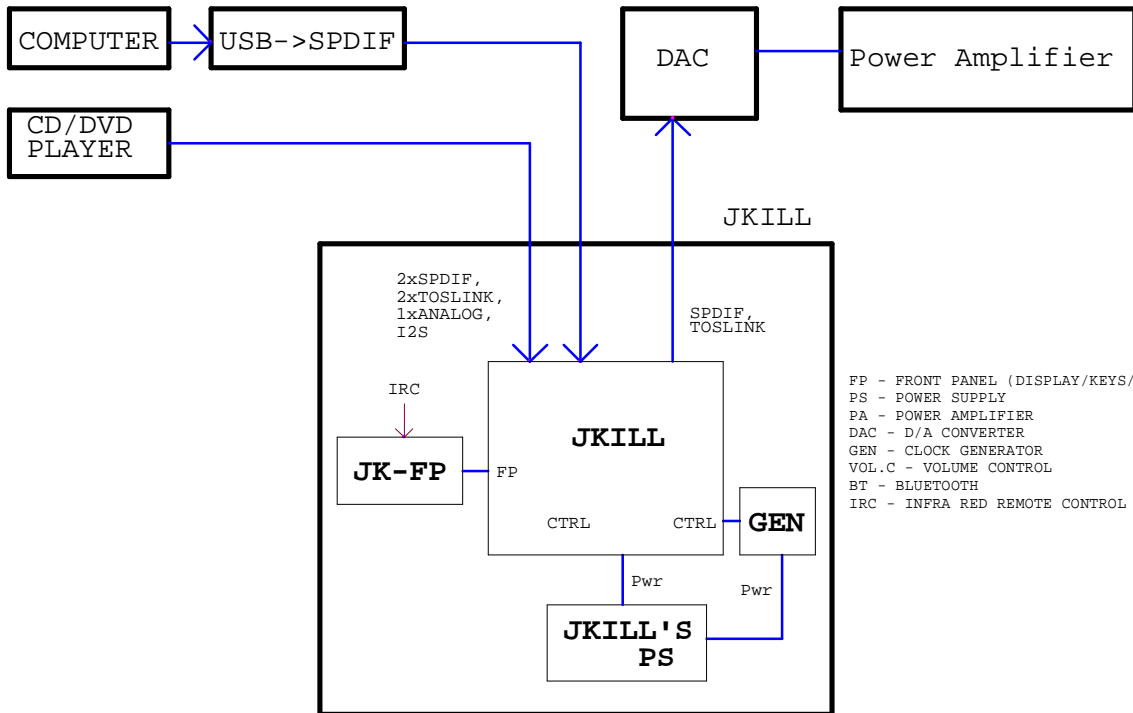 COMPUTER
USB->SPDIF
DAC
Power Amplifier
CD/DVD
PLAYER
JKILL
2xSPDIF,
2xTOSLINK,
1xANALOG,
I2S
SPDIF,
TOSLINK
IRC
JKILL
JK-FP
FP
CTRL
CTRL
GEN
Pwr
Pwr
JKILL'S
PS
FP - FRONT PANEL (DISPLAY/KEYS/
PS - POWER SUPPLY
PA - POWER AMPLIFIER
DAC - D/A CONVERTER
GEN - CLOCK GENERATOR
VOL.C - VOLUME CONTROL
BT - BLUETOOTH
IRC - INFRA RED REMOTE CONTROL